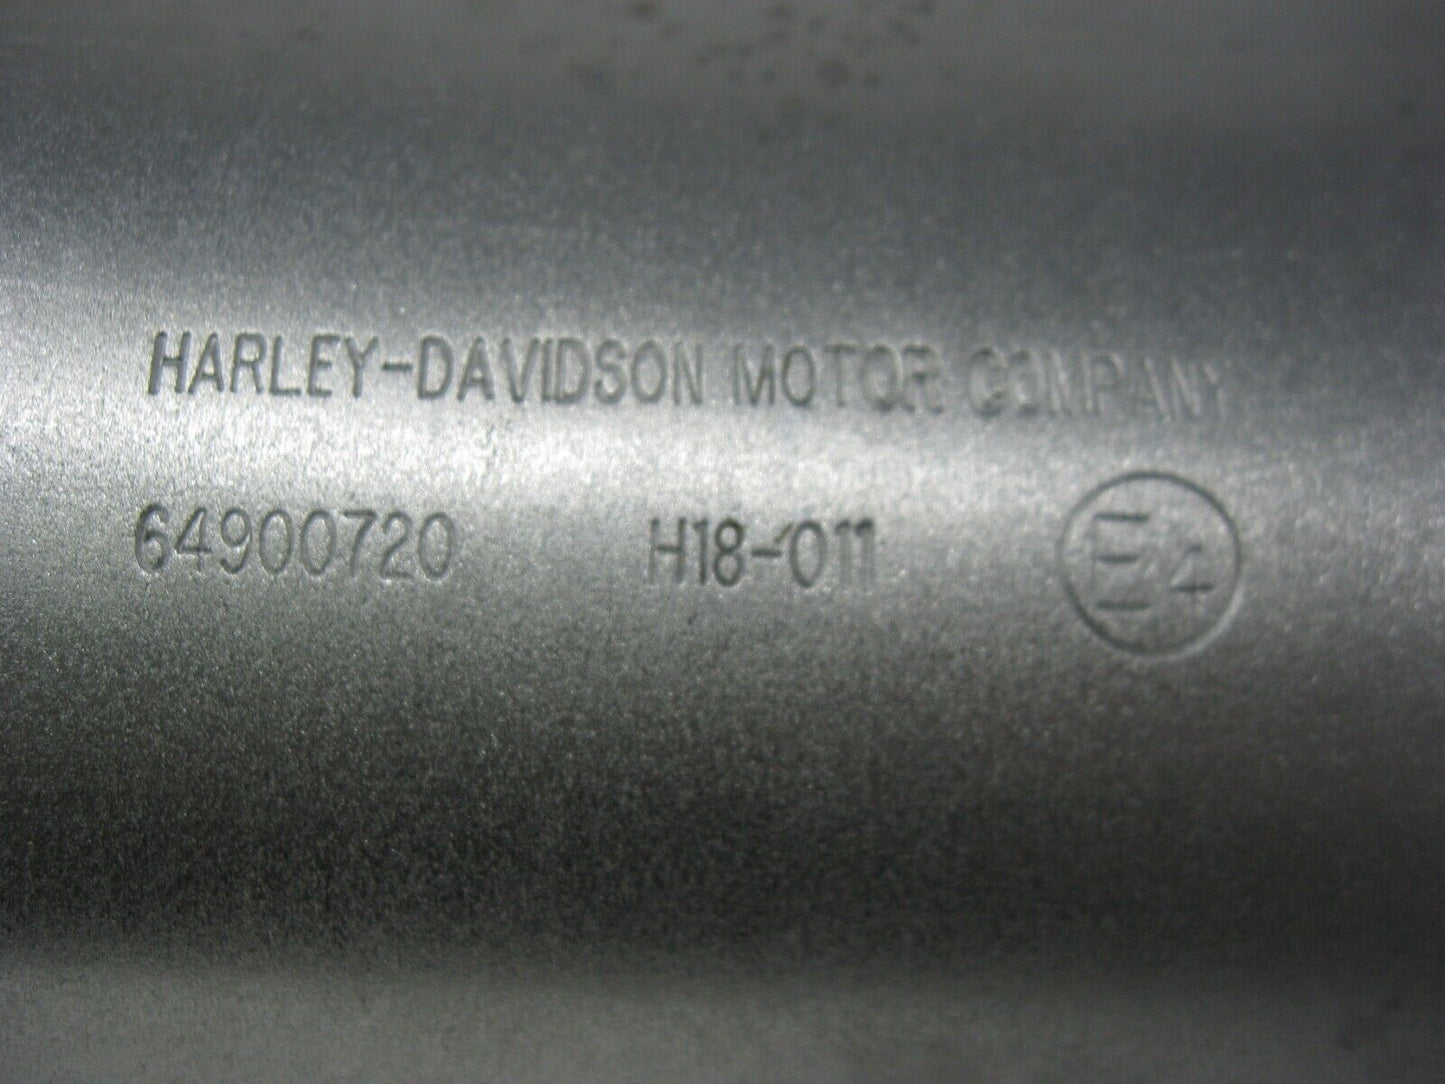 HARLEY-DAVIDSON MOTOR COMPANY
64900720 H18-011 E4